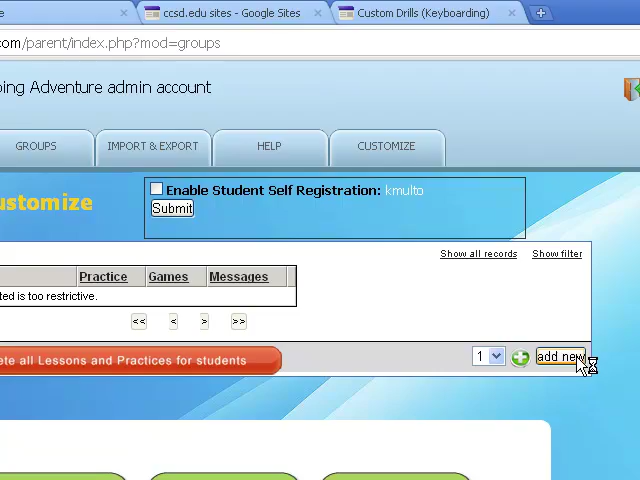 ccsd.edu sites - Google Sites
Custom Drills (Keyboarding)
com/parent/index.php?mod=groups
ping Adventure admin account
GROUPS
IMPORT & EXPORT
HELP
CUSTOMIZE
ustomize
Enable Student Self Registration: kmulto
Submit
Show all records
Show filter
Practice
Games
Messages
ted is too restrictive.
<<
<
>
>>
ete all Lessons and Practices for students
1
add new